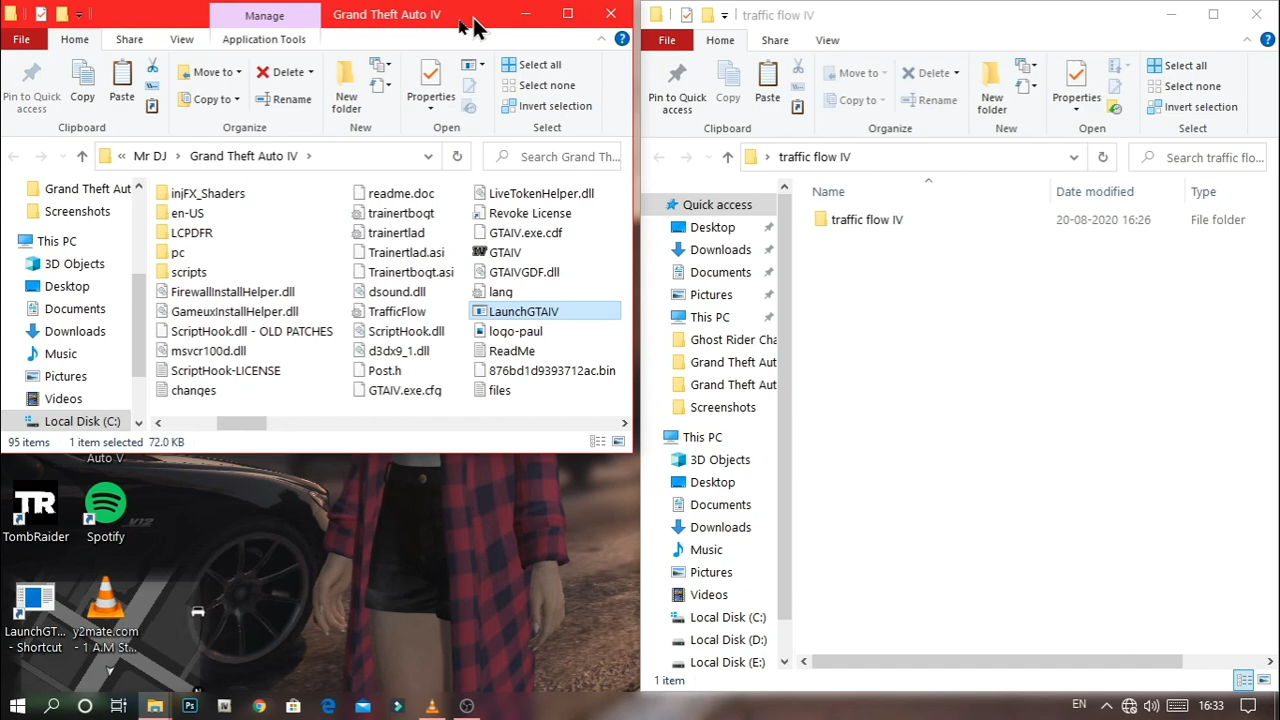 Manage
Grand Theft Auto IV
File
Home
Share
View
Application Tools
Pin to Quick access
Copy
Paste
Move to
Copy to
Delete
Rename
New folder
Properties
Select all
Select none
Invert selection
Clipboard
Organize
New
Open
Select
« Mr DJ > Grand Theft Auto IV >
Search Grand Th...
Grand Theft Aut
Screenshots
This PC
3D Objects
Desktop
Documents
Downloads
Music
Pictures
Videos
Local Disk (C:)
injFX_Shaders
en-US
LCPDFR
pc
scripts
FirewallInstallHelper.dll
GameuxInstallHelper.dll
ScriptHook.dll - OLD PATCHES
msvcr100d.dll
ScriptHook-LICENSE
changes
readme.doc
trainertbogt
trainertlad
Trainertlad.asi
Trainertbogt.asi
dsound.dll
TrafficFlow
ScriptHook.dll
d3dx9_1.dll
Post.h
GTAIV.exe.cfg
LiveTokenHelper.dll
Revoke License
GTAIV.exe.cdf
GTAIV
GTAIVGDF.dll
lang
LaunchGTAIV
logo-paul
ReadMe
876bd1d9393712ac.bin
files
95 items
1 item selected 72.0 KB
Auto V
TR
TombRaider
Spotify
LaunchGT...
- Shortcut
y2mate.com
- 1 A.M St...
V12
traffic flow IV
File
Home
Share
View
Pin to Quick access
Copy
Paste
Move to
Copy to
Delete
Rename
New folder
Properties
Select all
Select none
Invert selection
Clipboard
Organize
New
Open
Select
> traffic flow IV
Search traffic flo...
Quick access
Desktop
Downloads
Documents
Pictures
This PC
Ghost Rider Cha
Grand Theft Aut
Grand Theft Aut
Screenshots
This PC
3D Objects
Desktop
Documents
Downloads
Music
Pictures
Videos
Local Disk (C:)
Local Disk (D:)
Local Disk (E:)
Name
Date modified
Type
traffic flow IV
20-08-2020 16:26
File folder
1 item
Ps
EN
16:33